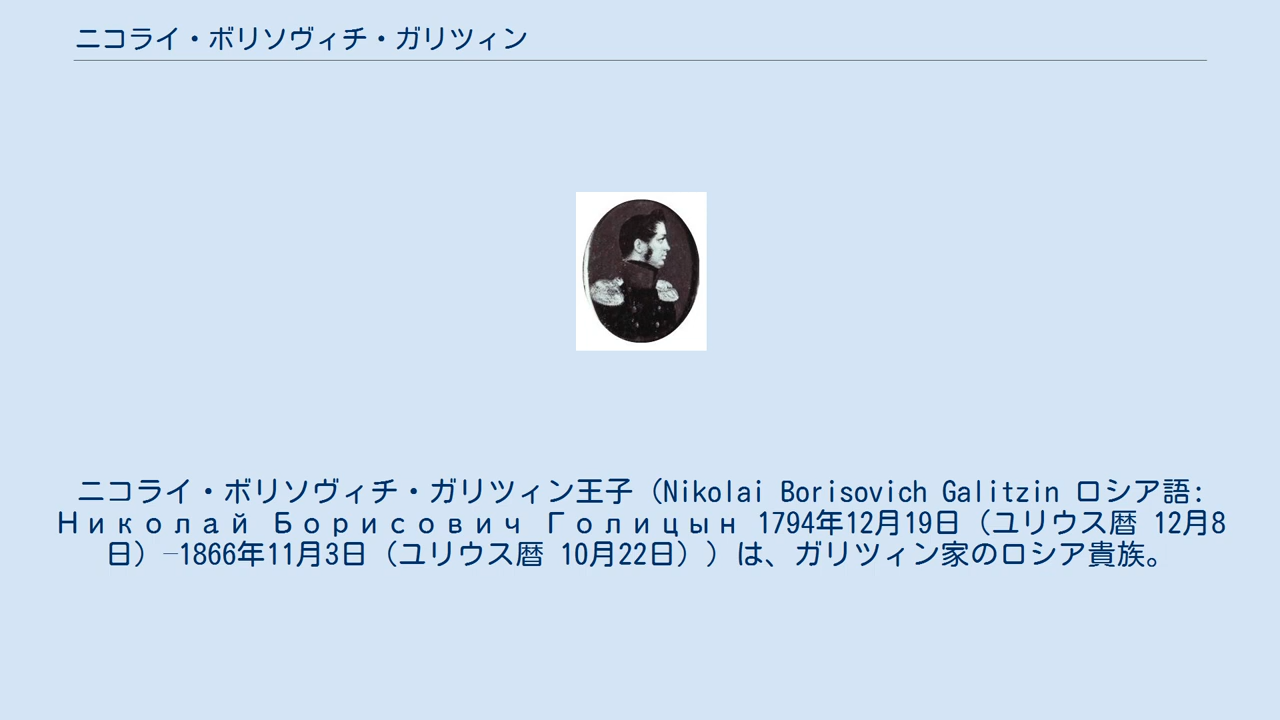 ニコライ・ボリソヴィチ・ガリツィン
ニコライ・ボリソヴィチ・ガリツィン王子（Nikolai Borisovich Galitzin ロシア語:
Николай Борисович Голицын 1794年12月19日（ユリウス暦 12月8
日）–1866年11月3日（ユリウス暦 10月22日））は、ガリツィン家のロシア貴族。